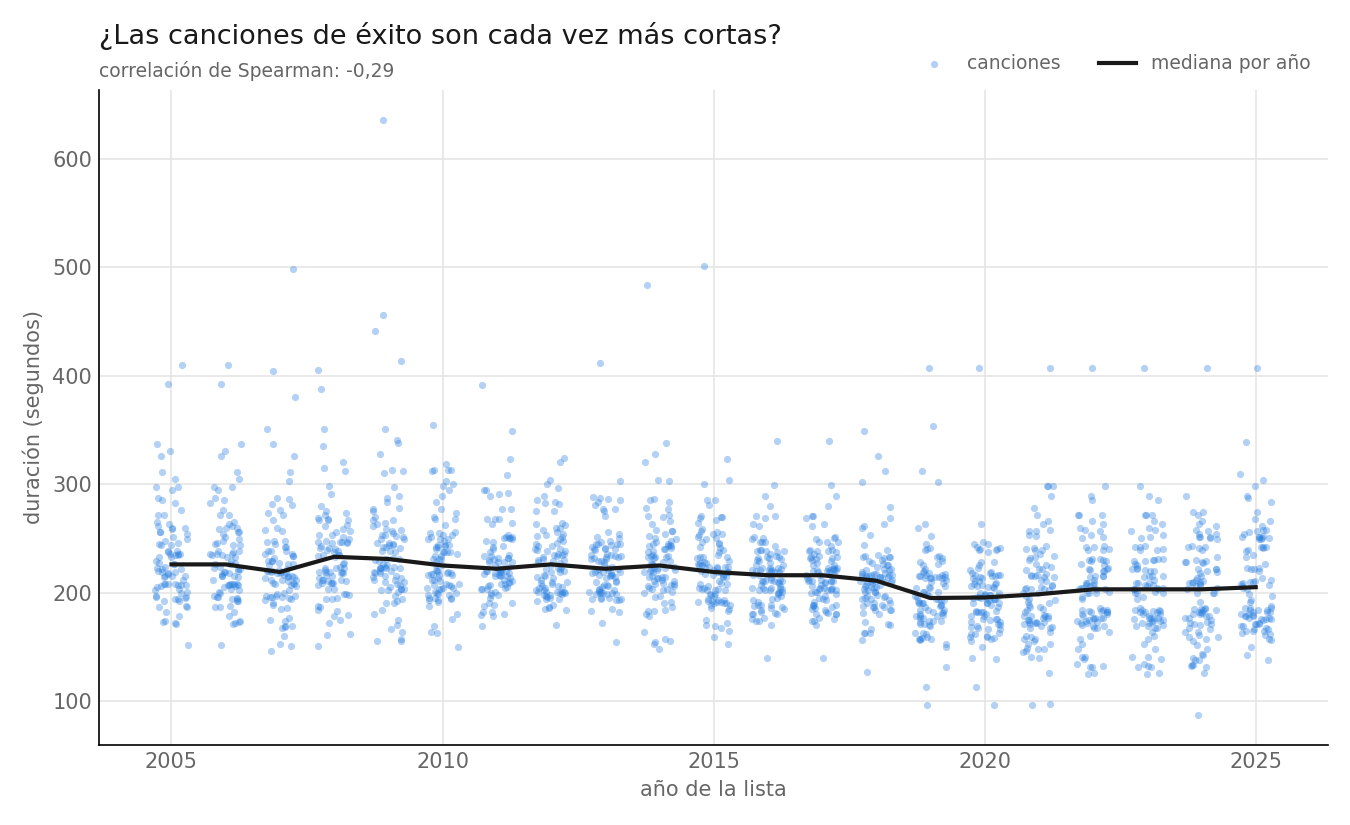 ¿Las canciones de éxito son cada vez más cortas?
correlación de Spearman: -0,29
canciones
mediana por año
600
500
400
300
200
100
duración (segundos)
2005
2010
2015
2020
2025
año de la lista